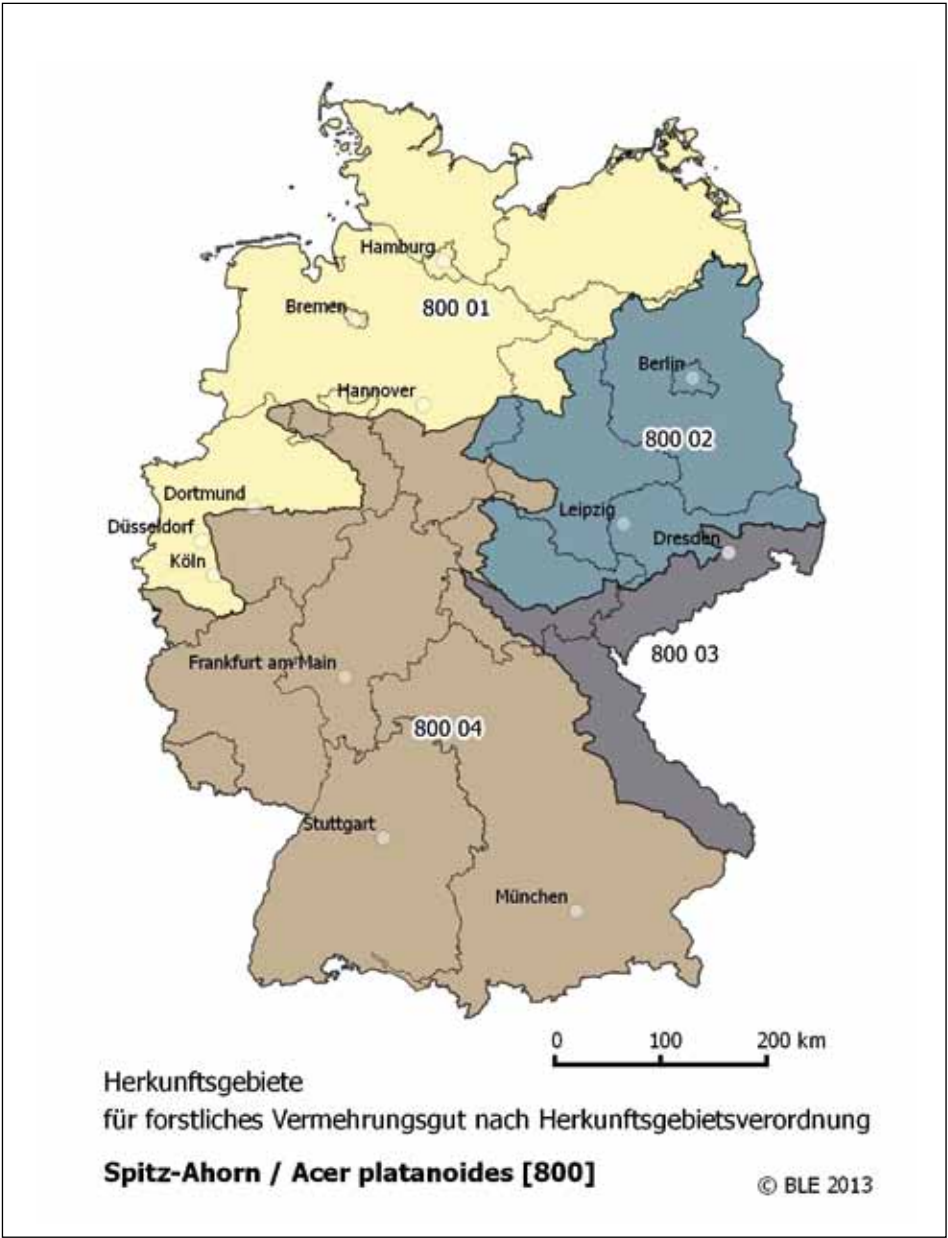 Hamburg
Bremen
800 01
Berlin
Hannover
800 02
Dortmund
Leipzig
Düsseldorf
Dresden
Köln
800 03
Frankfurt am Main
800 04
Stuttgart
München
0 100 200 km
Herkunftsgebiete
für forstliches Vermehrungsgut nach Herkunftsgebietsverordnung
Spitz-Ahorn / Acer platanoides [800]
© BLE 2013